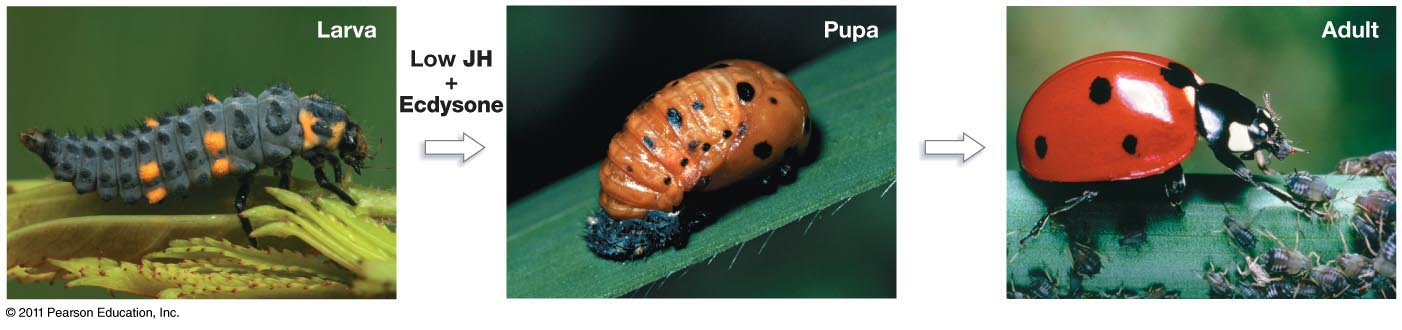 Larva
Low JH
+
Ecdysone
Pupa
Adult
© 2011 Pearson Education, Inc.